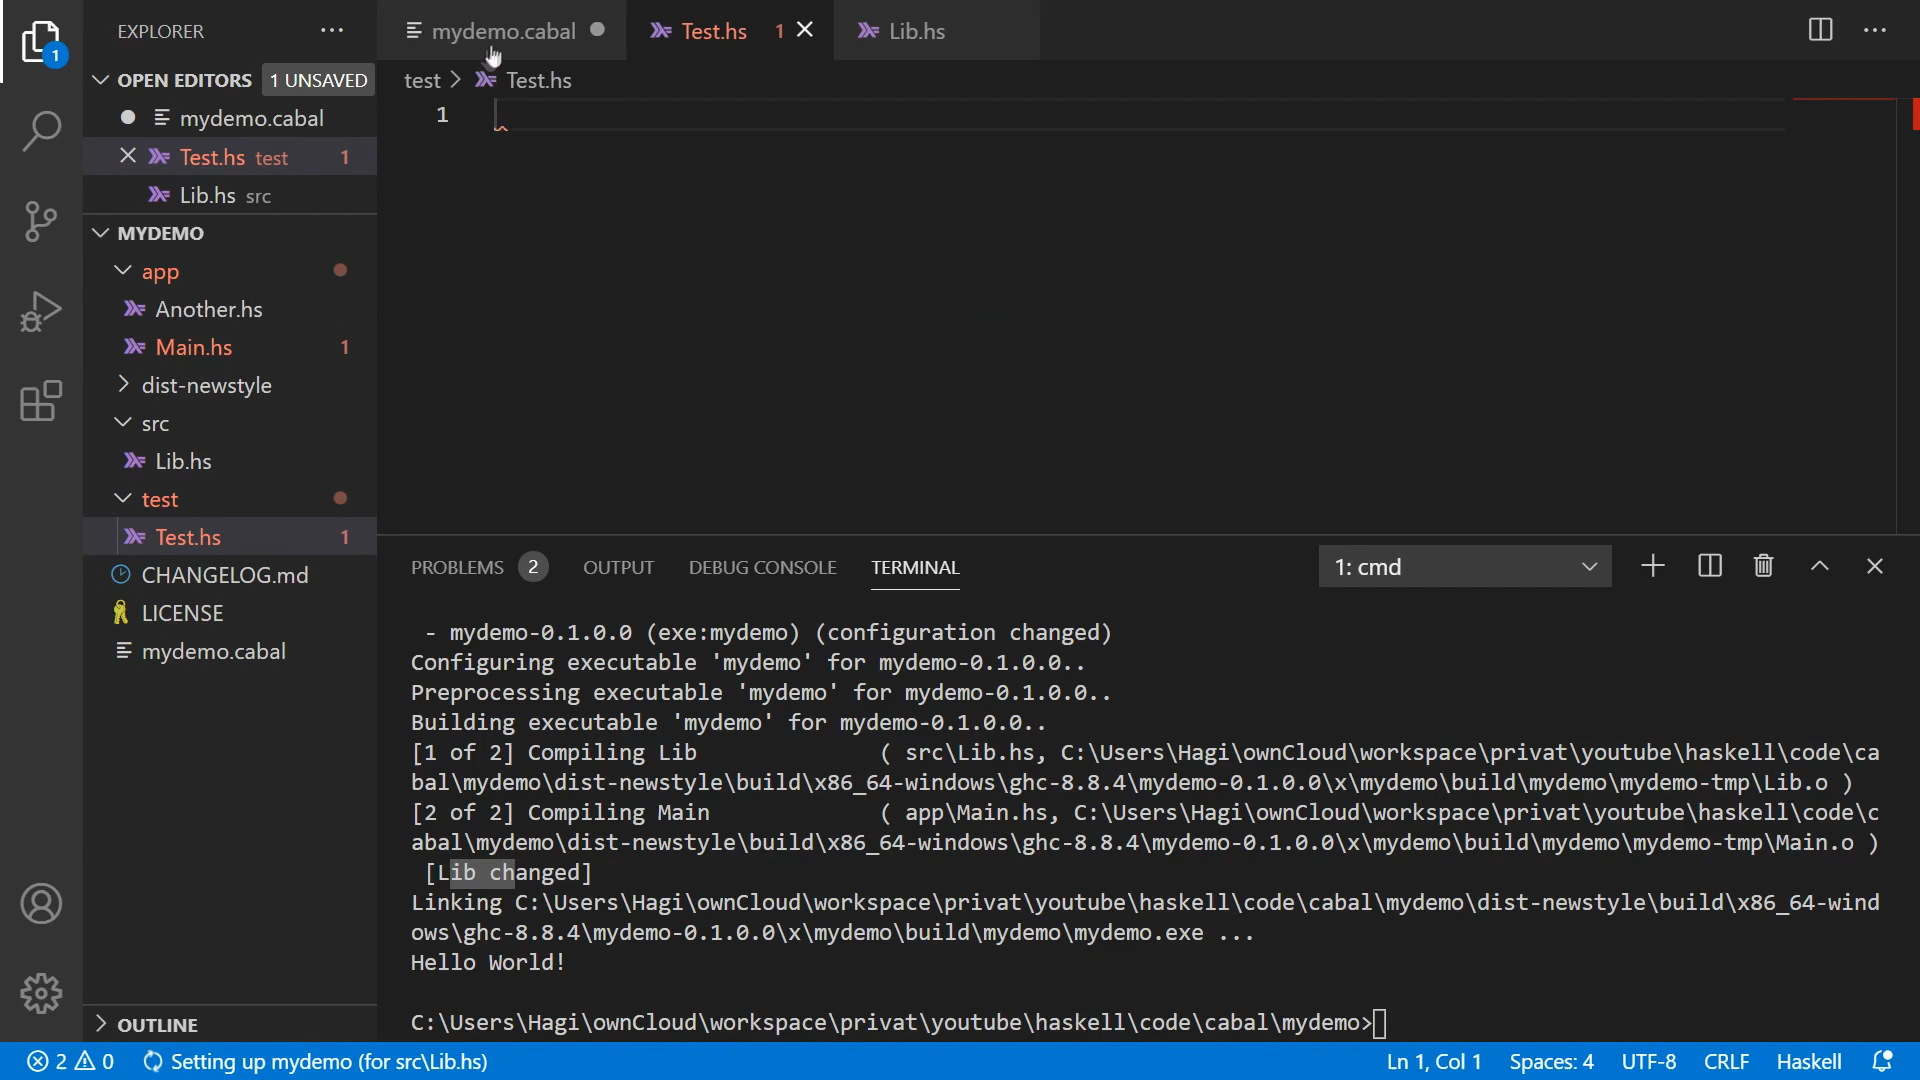 EXPLORER
1
OPEN EDITORS 1 UNSAVED
mydemo.cabal
Test.hs test 1
Lib.hs src
MYDEMO
app
Another.hs
Main.hs 1
dist-newstyle
src
Lib.hs
test
Test.hs 1
CHANGELOG.md
LICENSE
mydemo.cabal
OUTLINE
mydemo.cabal Test.hs 1 Lib.hs
test > Test.hs
1
PROBLEMS 2 OUTPUT DEBUG CONSOLE TERMINAL 1: cmd
- mydemo-0.1.0.0 (exe:mydemo) (configuration changed)
Configuring executable 'mydemo' for mydemo-0.1.0.0..
Preprocessing executable 'mydemo' for mydemo-0.1.0.0..
Building executable 'mydemo' for mydemo-0.1.0.0..
[1 of 2] Compiling Lib ( src\Lib.hs, C:\Users\Hagi\ownCloud\workspace\privat\youtube\haskell\code\ca
bal\mydemo\dist-newstyle\build\x86_64-windows\ghc-8.8.4\mydemo-0.1.0.0\x\mydemo\build\mydemo\mydemo-tmp\Lib.o )
[2 of 2] Compiling Main ( app\Main.hs, C:\Users\Hagi\ownCloud\workspace\privat\youtube\haskell\code\c
abal\mydemo\dist-newstyle\build\x86_64-windows\ghc-8.8.4\mydemo-0.1.0.0\x\mydemo\build\mydemo\mydemo-tmp\Main.o )
[Lib changed]
Linking C:\Users\Hagi\ownCloud\workspace\privat\youtube\haskell\code\cabal\mydemo\dist-newstyle\build\x86_64-wind
ows\ghc-8.8.4\mydemo-0.1.0.0\x\mydemo\build\mydemo\mydemo.exe ...
Hello World!
C:\Users\Hagi\ownCloud\workspace\privat\youtube\haskell\code\cabal\mydemo>
2 0 Setting up mydemo (for src\Lib.hs) Ln 1, Col 1 Spaces: 4 UTF-8 CRLF Haskell